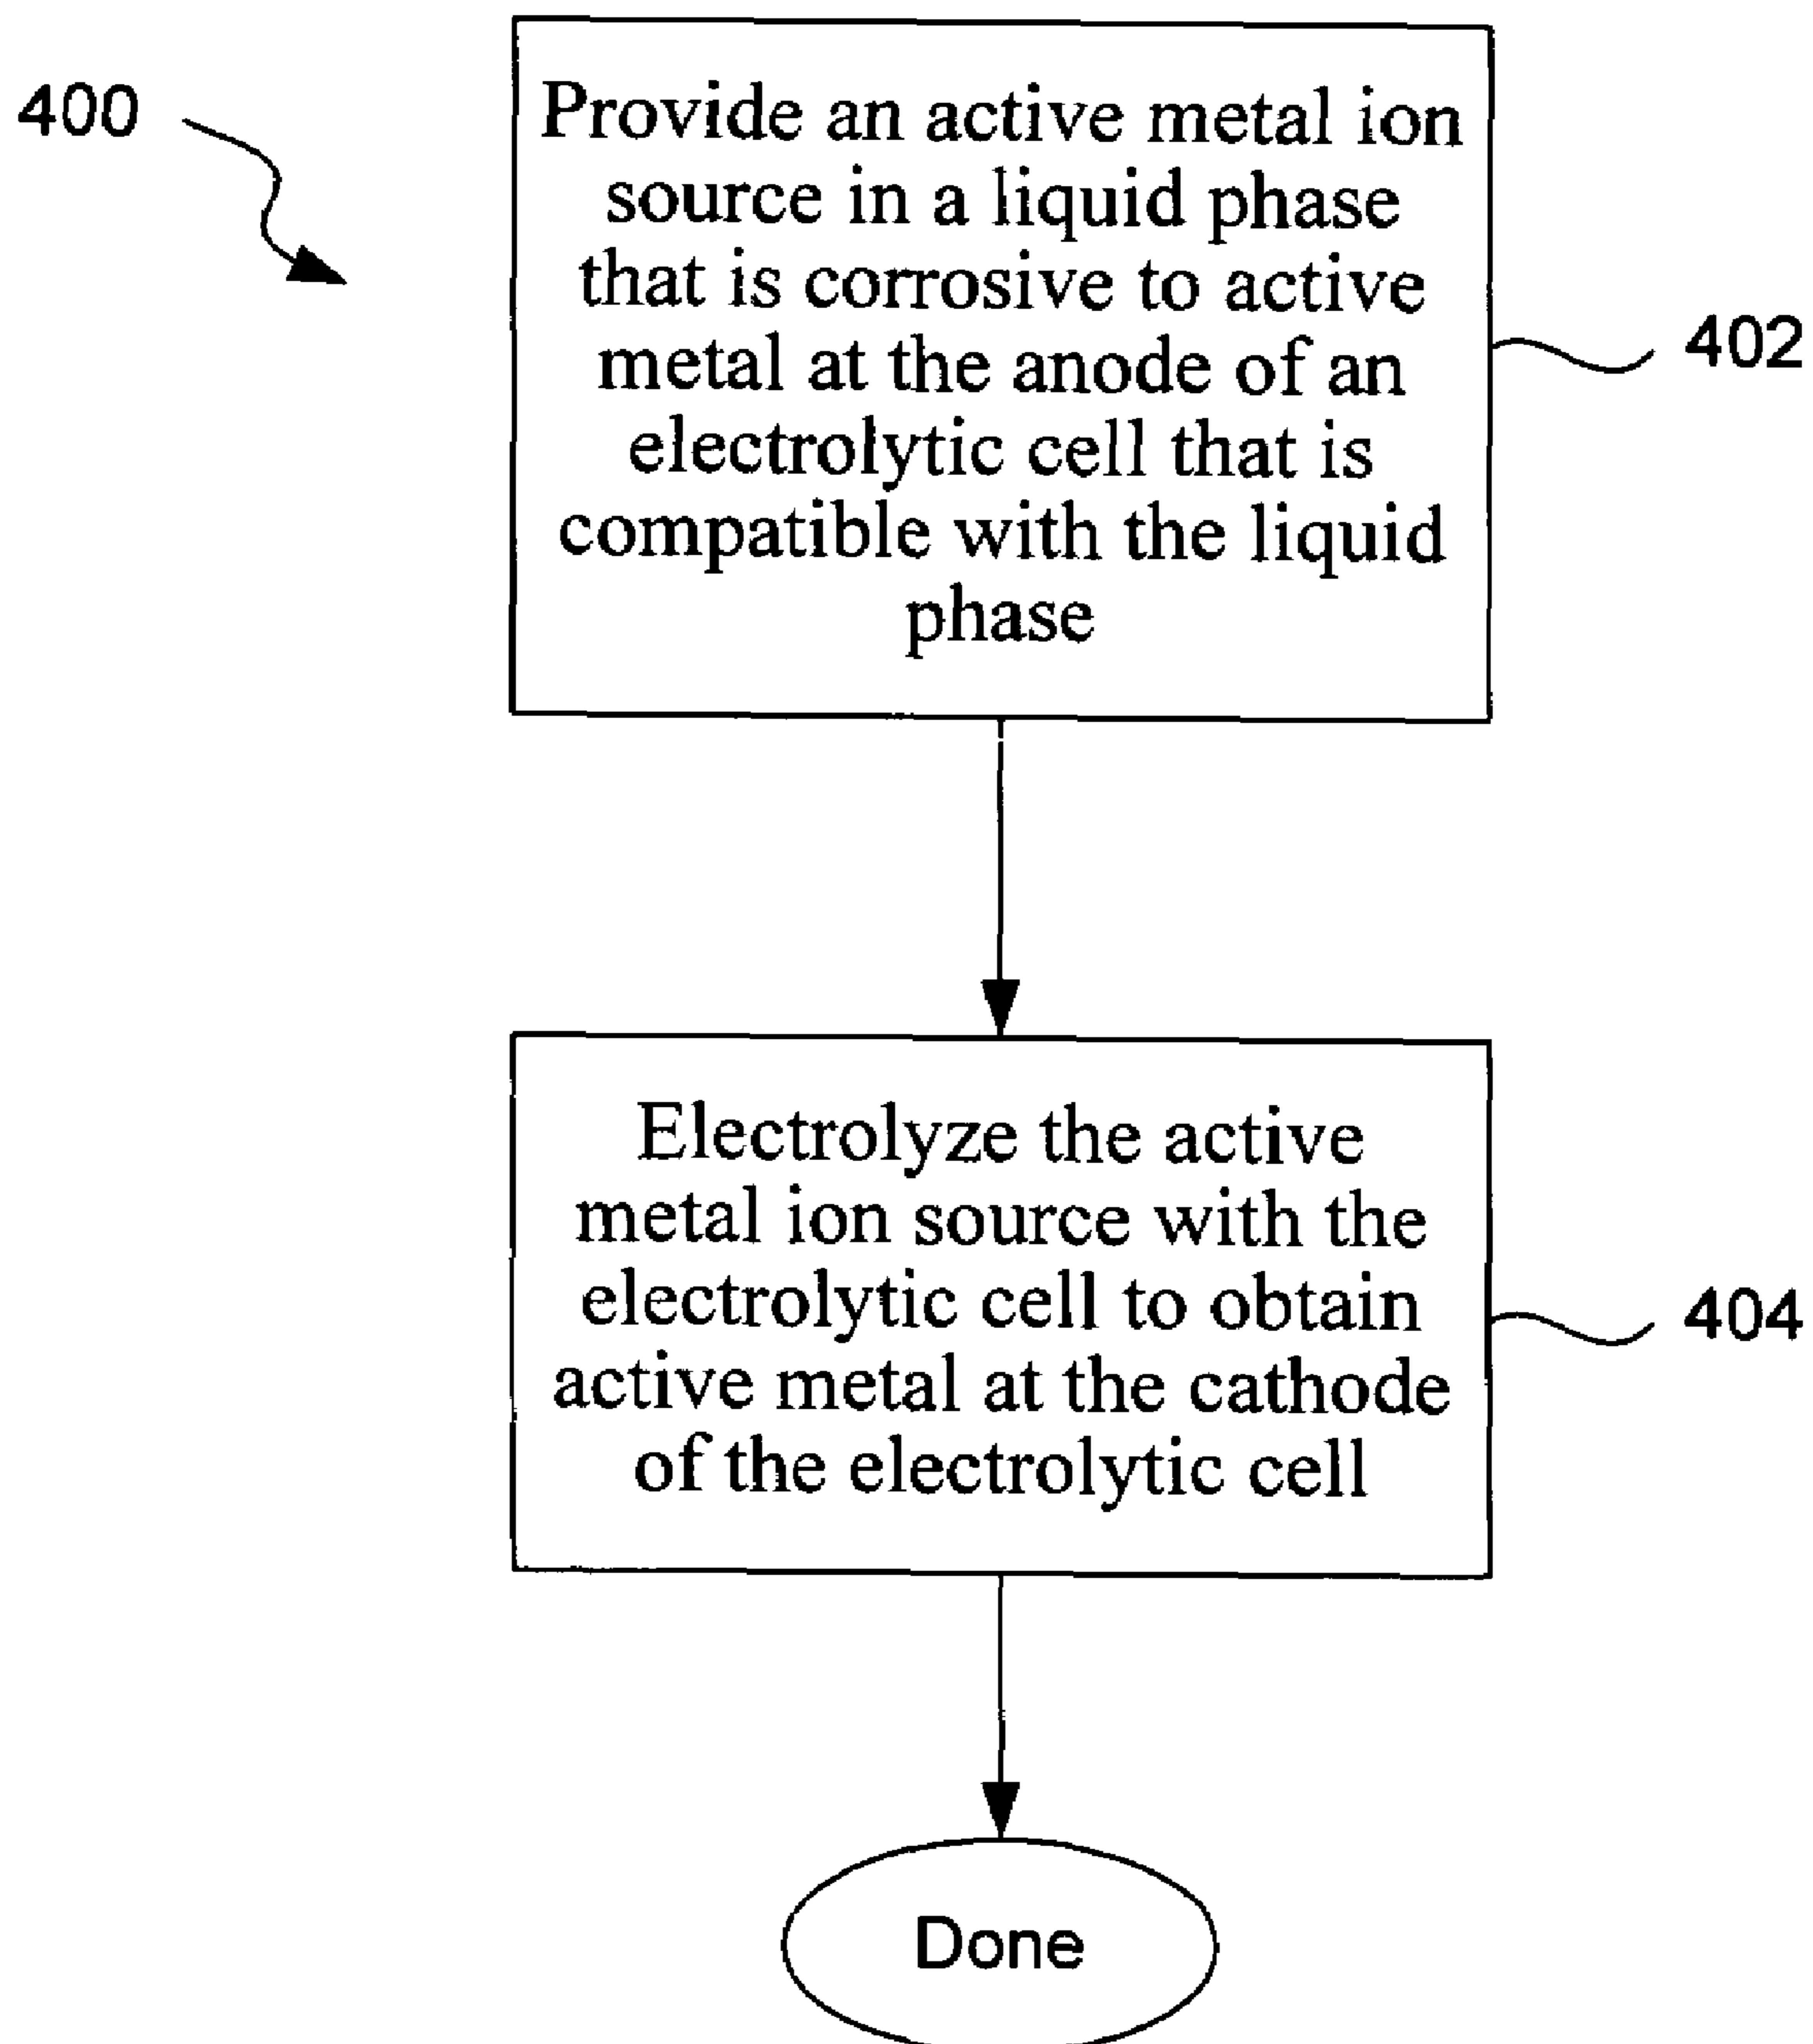 400
Provide an active metal ion
source in a liquid phase
that is corrosive to active
metal at the anode of an
electrolytic cell that is
compatible with the liquid
phase
402
Electrolyze the active
metal ion source with the
electrolytic cell to obtain
active metal at the cathode
of the electrolytic cell
404
Done